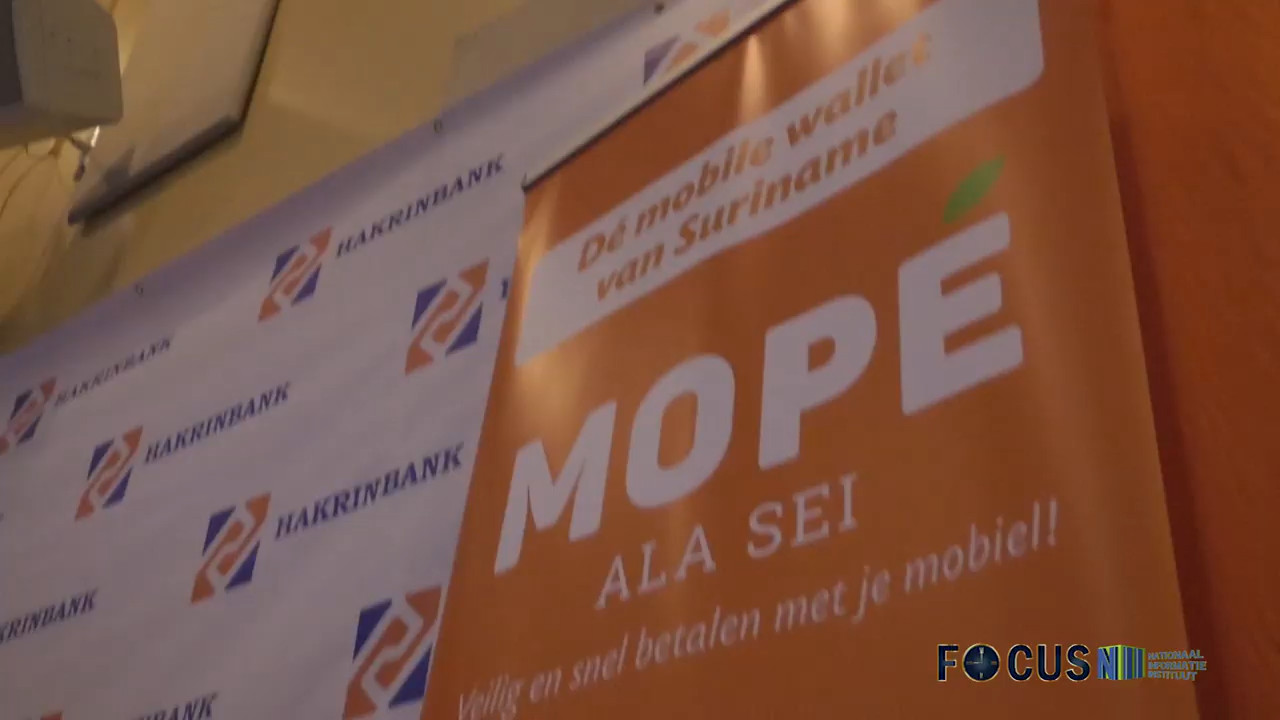 HAKRINBANK
HAKRINBANK
HAKRINBANK
HAKRINBANK
Dé mobile wallet
van Suriname
MOPÉ
ALA SEI
Veilig en snel betalen met je mobiel!
FOCUS NII NATIONAAL
INFORMATIE
INSTITUUT